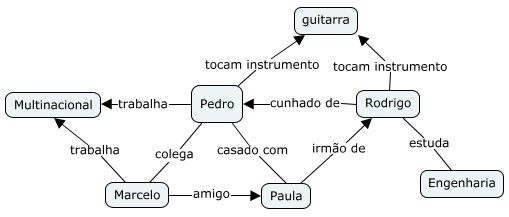 guitarra
tocam instrumento
tocam instrumento
Multinacional
trabalha
Pedro
cunhado de
Rodrigo
trabalha
colega
casado com
irmão de
estuda
Marcelo
amigo
Paula
Engenharia